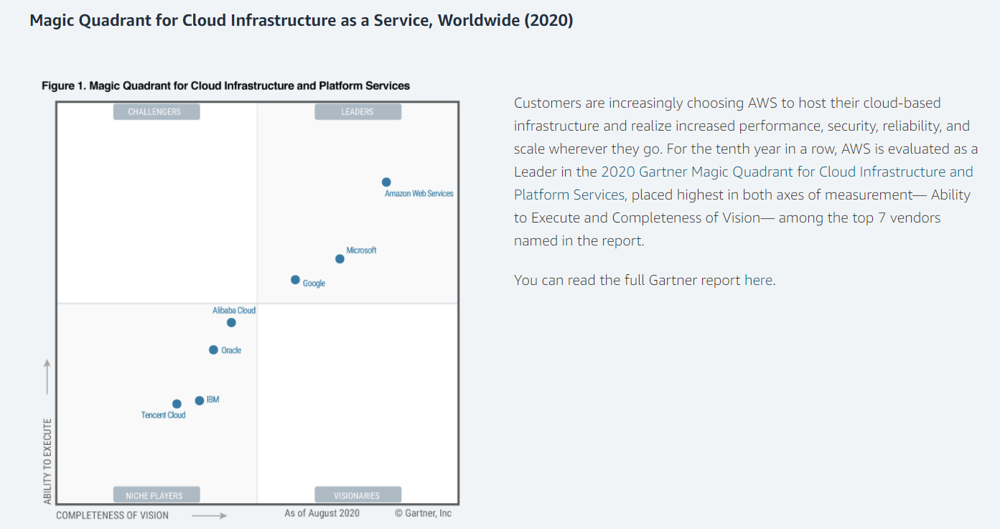 Magic Quadrant for Cloud Infrastructure as a Service, Worldwide (2020)
Figure 1. Magic Quadrant for Cloud Infrastructure and Platform Services
CHALLENGERS
LEADERS
Amazon Web Services
Microsoft
Google
Alibaba Cloud
Oracle
IBM
Tencent Cloud
NICHE PLAYERS
VISIONARIES
ABILITY TO EXECUTE
COMPLETENESS OF VISION
As of August 2020
© Gartner, Inc
Customers are increasingly choosing AWS to host their cloud-based
infrastructure and realize increased performance, security, reliability, and
scale wherever they go. For the tenth year in a row, AWS is evaluated as a
Leader in the 2020 Gartner Magic Quadrant for Cloud Infrastructure and
Platform Services, placed highest in both axes of measurement— Ability
to Execute and Completeness of Vision— among the top 7 vendors
named in the report.
You can read the full Gartner report here.